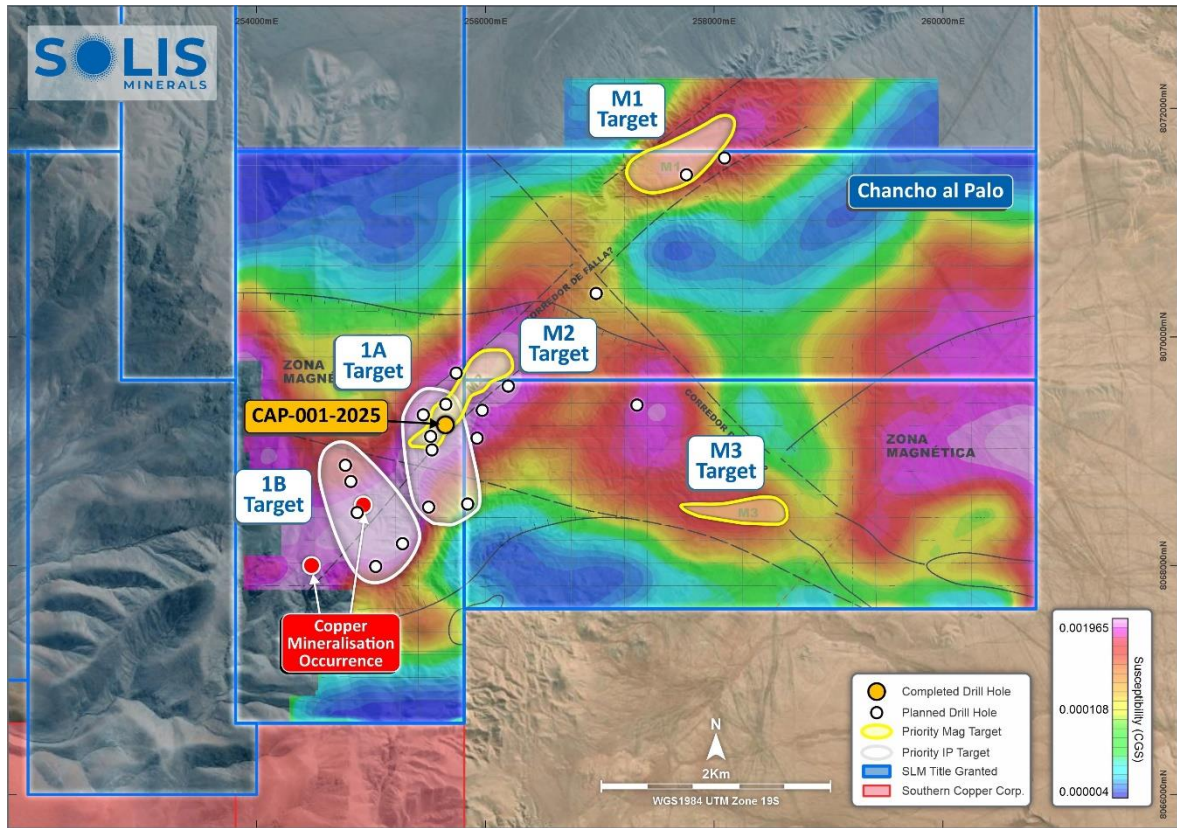 254000mE
256000mE
258000mE
260000mE
SOLIS
MINERALS
8072000mN
8070000mN
8068000mN
8066000mN
M1
Target
M1
Chancho al Palo
CORREDOR DE FALLA?
M2
Target
1A
Target
ZONA
CAP-001-2025
1B
Target
M3
Target
M3
ZONA
MAGNÉTICA
Copper
Mineralisation
Occurrence
N
2Km
WGS1984 UTM Zone 19S
Completed Drill Hole
Planned Drill Hole
Priority Mag Target
Priority IP Target
SLM Title Granted
Southern Copper Corp.
0.001965
0.000108
0.000004
Susceptibility (CGS)